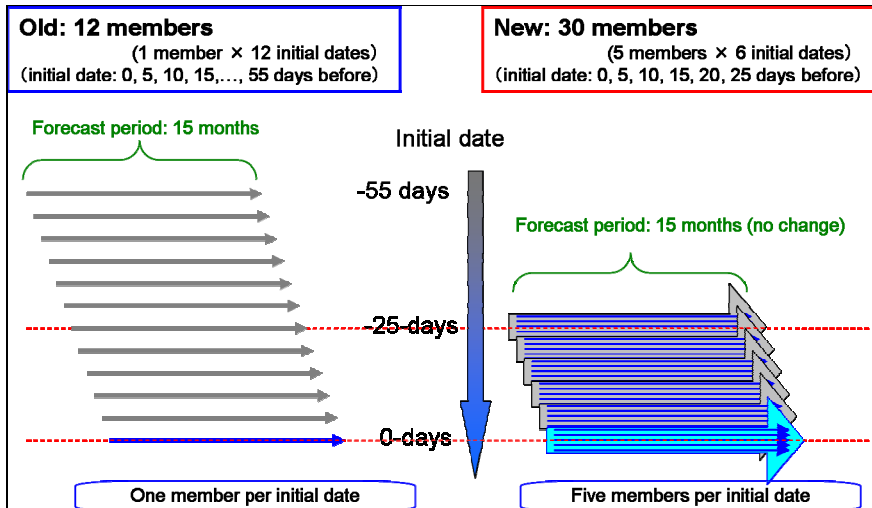 Old: 12 members
(1 member × 12 initial dates)
(initial date: 0, 5, 10, 15,…, 55 days before)
New: 30 members
(5 members × 6 initial dates)
(initial date: 0, 5, 10, 15, 20, 25 days before)
Forecast period: 15 months
Initial date
-55 days
Forecast period: 15 months (no change)
-25-days
0-days
One member per initial date
Five members per initial date